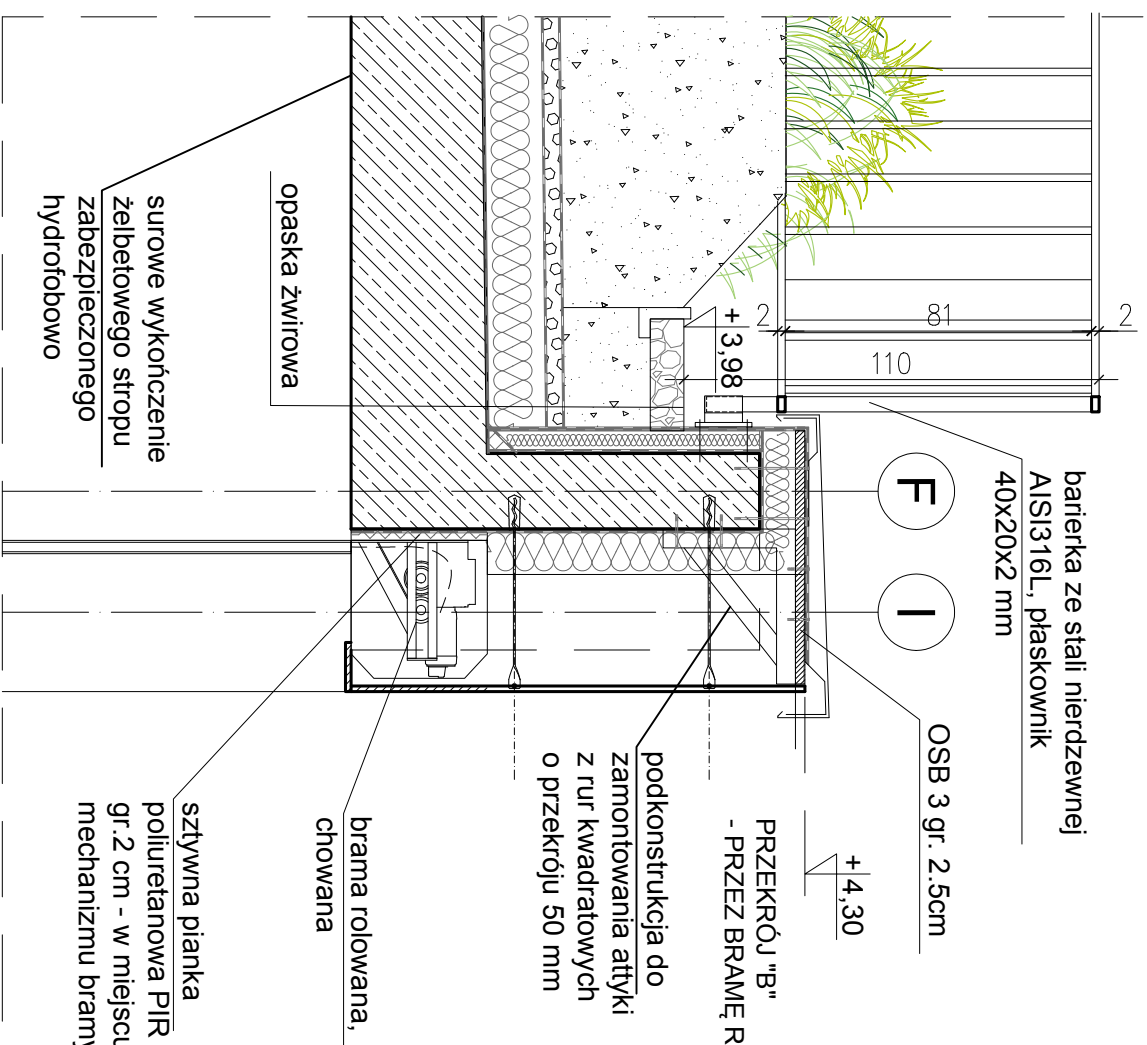 barierka ze stali nierdzewnej
AISI316L, płaskownik
40x20x2 mm
OSB 3 gr. 2.5cm
+4,30
PRZEKRÓJ "B"
- PRZEZ BRAMĘ R
podkonstrukcja do
zamontowania attyki
z rur kwadratowych
o przekróju 50 mm
brama rolowana,
chowana
sztywna pianka
poliuretanowa PIR
gr.2 cm - w miejscu
mechanizmu bramy
F
I
2
81
2
110
+ 3,98
opaska żwirowa
surowe wykończenie
żelbetowego stropu
zabezpieczonego
hydrofobowo